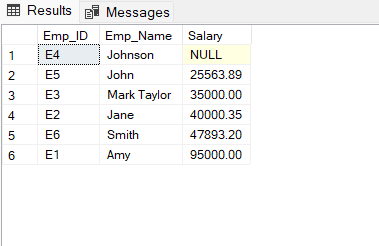 Results Messages
Emp_ID Emp_Name Salary
1 E4 Johnson NULL
2 E5 John 25563.89
3 E3 Mark Taylor 35000.00
4 E2 Jane 40000.35
5 E6 Smith 47893.20
6 E1 Amy 95000.00